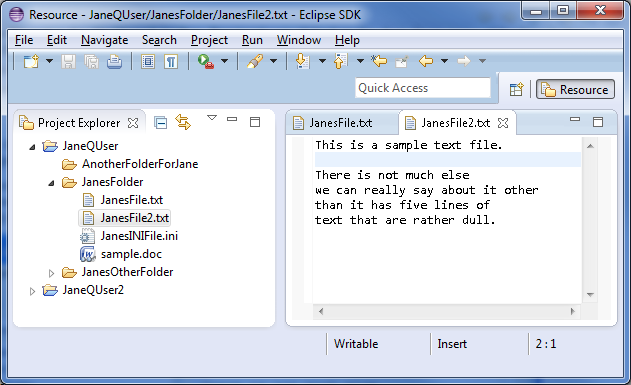 Resource - JaneQUser/JanesFolder/JanesFile2.txt - Eclipse SDK
File Edit Navigate Search Project Run Window Help
Quick Access
Resource
Project Explorer
JaneQUser
AnotherFolderForJane
JanesFolder
JanesFile.txt
JanesFile2.txt
JanesINIFile.ini
sample.doc
JanesOtherFolder
JaneQUser2
JanesFile.txt JanesFile2.txt
This is a sample text file.
There is not much else
we can really say about it other
than it has five lines of
text that are rather dull.
Writable Insert 2 : 1